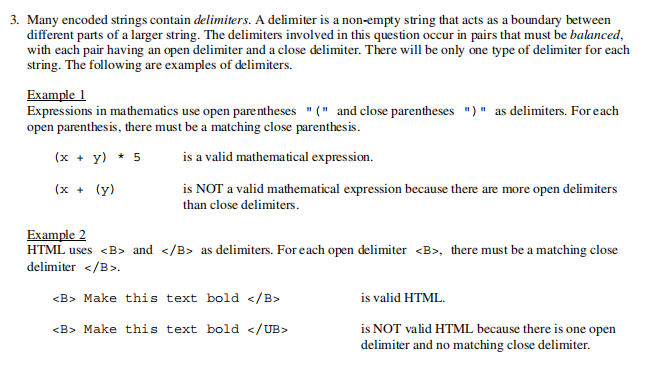 3. Many encoded strings contain delimiters. A delimiter is a non-empty string that acts as a boundary between
different parts of a larger string. The delimiters involved in this question occur in pairs that must be balanced,
with each pair having an open delimiter and a close delimiter. There will be only one type of delimiter for each
string. The following are examples of delimiters.
Example 1
Expressions in mathematics use open parentheses "(" and close parentheses ")" as delimiters. For each
open parenthesis, there must be a matching close parenthesis.
(x + y) * 5 is a valid mathematical expression.
(x + (y) is NOT a valid mathematical expression because there are more open delimiters
than close delimiters.
Example 2
HTML uses <B> and </B> as delimiters. For each open delimiter <B>, there must be a matching close
delimiter </B>.
<B> Make this text bold </B> is valid HTML.
<B> Make this text bold </UB> is NOT valid HTML because there is one open
delimiter and no matching close delimiter.